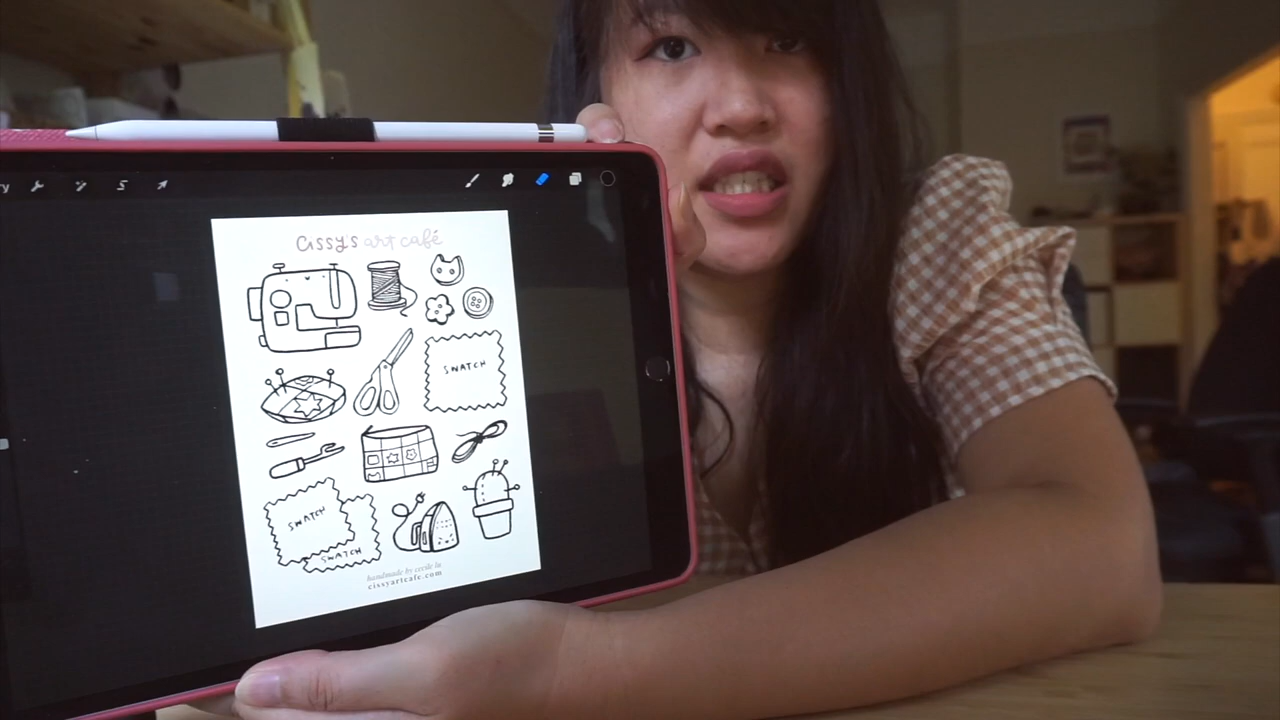 Cissy's art café
SWATCH
SWATCH
SWATCH
handmade by cecile lu
cissyartcafe.com